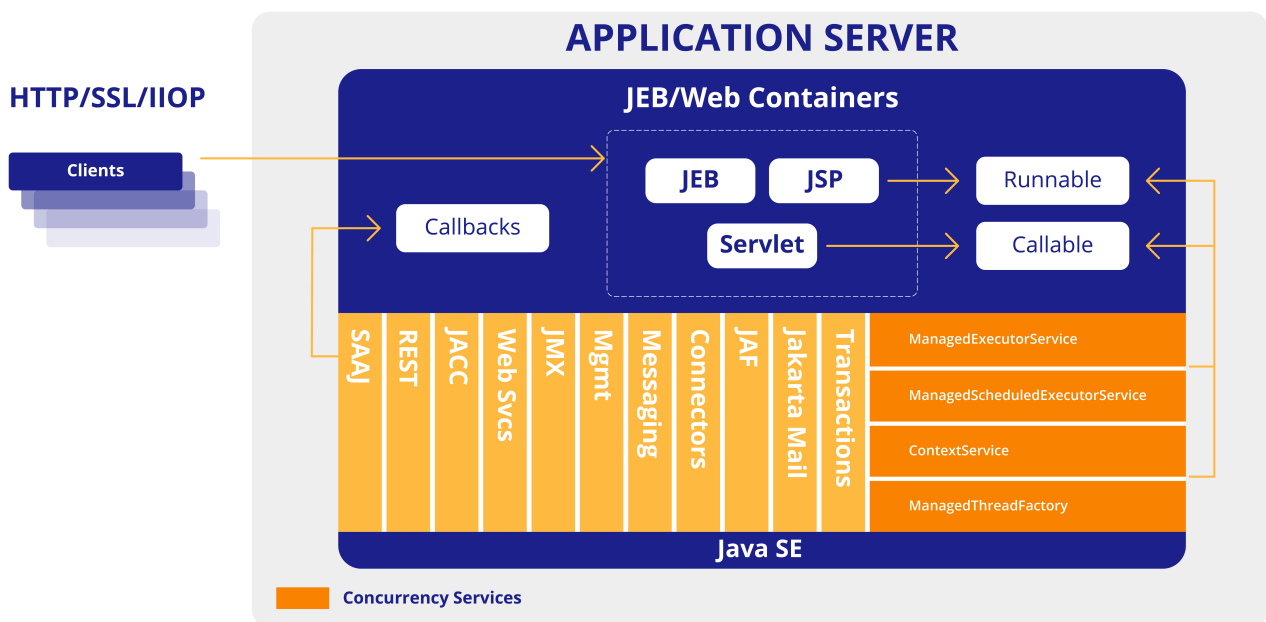 APPLICATION SERVER
HTTP/SSL/IIOP
JEB/Web Containers
Clients
JEB
JSP
Runnable
Callbacks
Servlet
Callable
SAAJ
REST
JACC
Web Svcs
JMX
Mgmt
Messaging
Connectors
JAF
Jakarta Mail
Transactions
ManagedExecutorService
ManagedScheduledExecutorService
ContextService
ManagedThreadFactory
Java SE
Concurrency Services